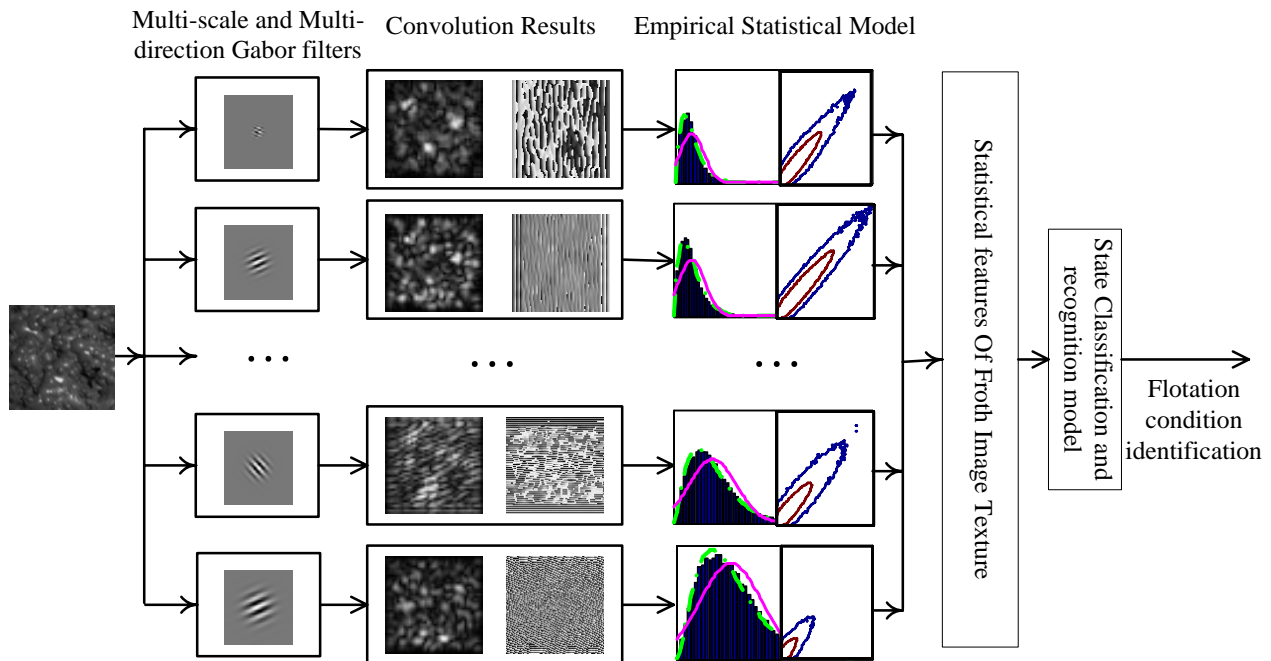 Multi-scale and Multi-
direction Gabor filters
Convolution Results
Empirical Statistical Model
Statistical features Of Froth Image Texture
State Classification and
recognition model
Flotation
condition
identification